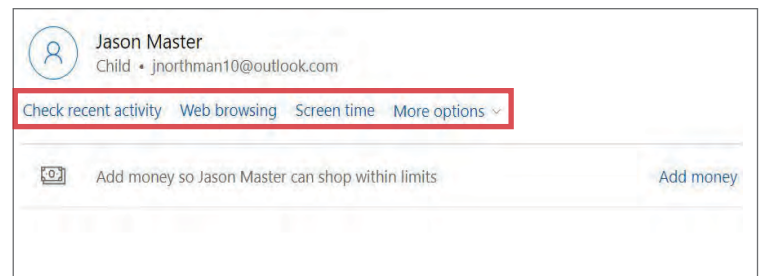 Jason Master
Child • jnorthman10@outlook.com
Check recent activity Web browsing Screen time More options
Add money so Jason Master can shop within limits Add money